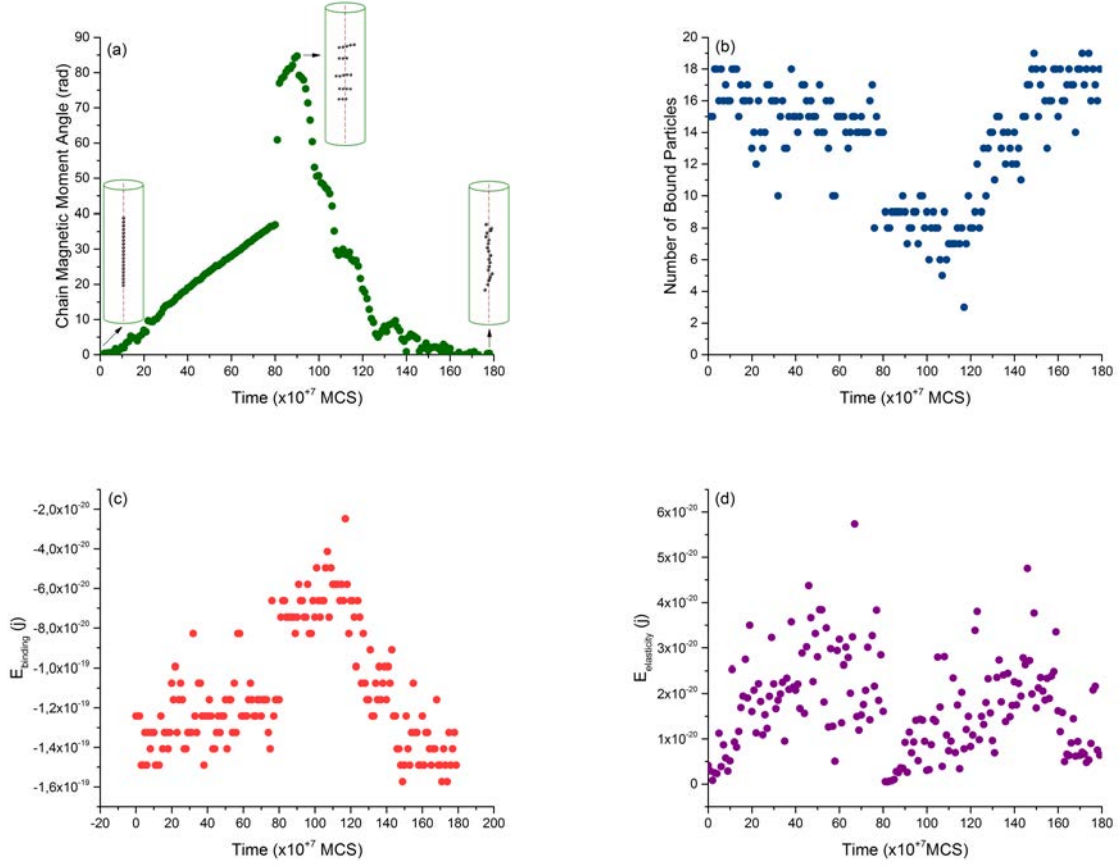 (a)
90
80
70
60
50
40
30
20
10
0
Chain Magnetic Moment Angle (rad)
0 20 40 60 80 100 120 140 160 180
Time (x10+7 MCS)
(b)
20
18
16
14
12
10
8
6
4
2
0
Number of Bound Particles
0 20 40 60 80 100 120 140 160 180
Time (x10+7 MCS)
(c)
-2,0x10-20
-4,0x10-20
-6,0x10-20
-8,0x10-20
-1,0x10-19
-1,2x10-19
-1,4x10-19
-1,6x10-19
Ebinding (j)
-20 0 20 40 60 80 100 120 140 160 180 200
Time (x10+7 MCS)
(d)
6x10-20
5x10-20
4x10-20
3x10-20
2x10-20
1x10-20
0
Eelasticity (j)
0 20 40 60 80 100 120 140 160 180
Time (x10+7MCS)